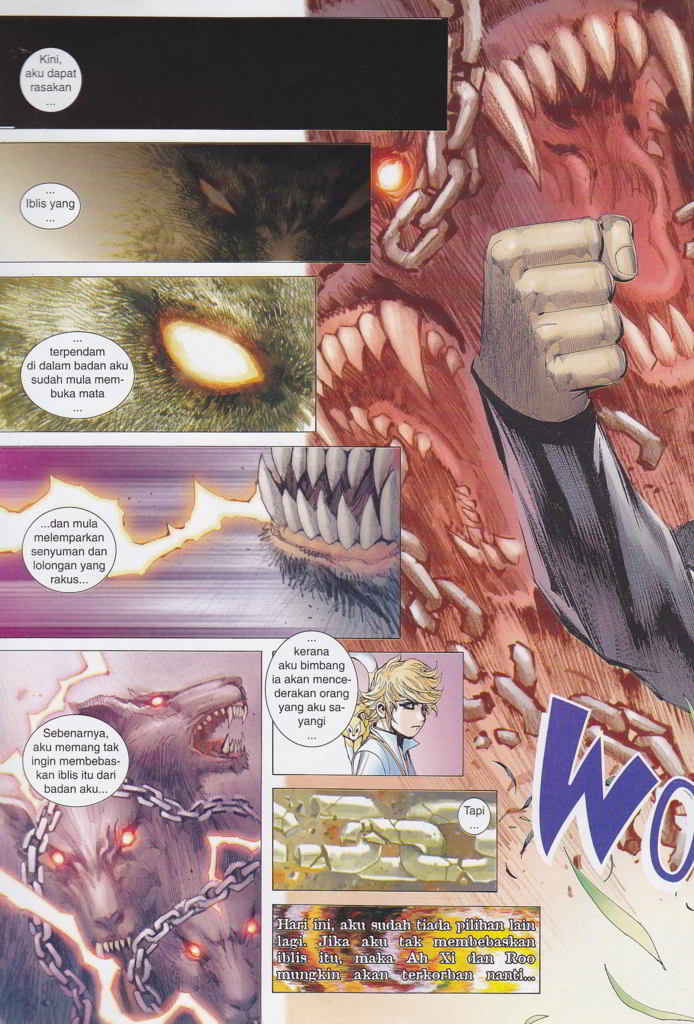 Kini,
aku dapat
rasakan
...
...
Iblis yang
...
...
terpendam
di dalam badan aku
sudah mula mem-
buka mata
...
...dan mula
melemparkan
senyuman dan
lolongan yang
rakus...
Sebenarnya,
aku memang tak
ingin membebas-
kan iblis itu dari
badan aku...
...
kerana
aku bimbang
ia akan mence-
derakan orang
yang aku sa-
yangi
...
Tapi
...
Hari ini, aku sudah tiada pilihan lain
lagi. Jika aku tak membebaskan
iblis itu, maka Ah Xi dan Roo
mungkin akan terkorban nanti...
WO